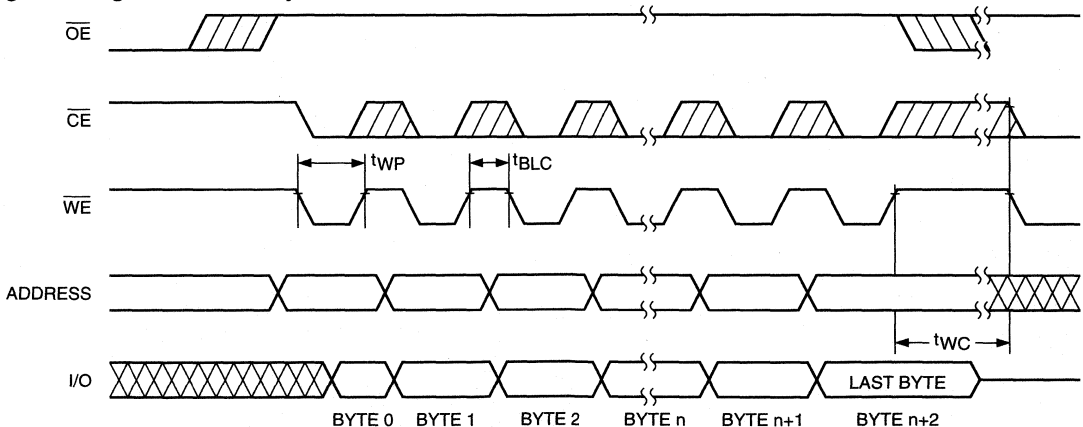 OE
CE
tWP
tBLC
WE
ADDRESS
tWC
I/O
LAST BYTE
BYTE 0 BYTE 1 BYTE 2 BYTE n BYTE n+1 BYTE n+2